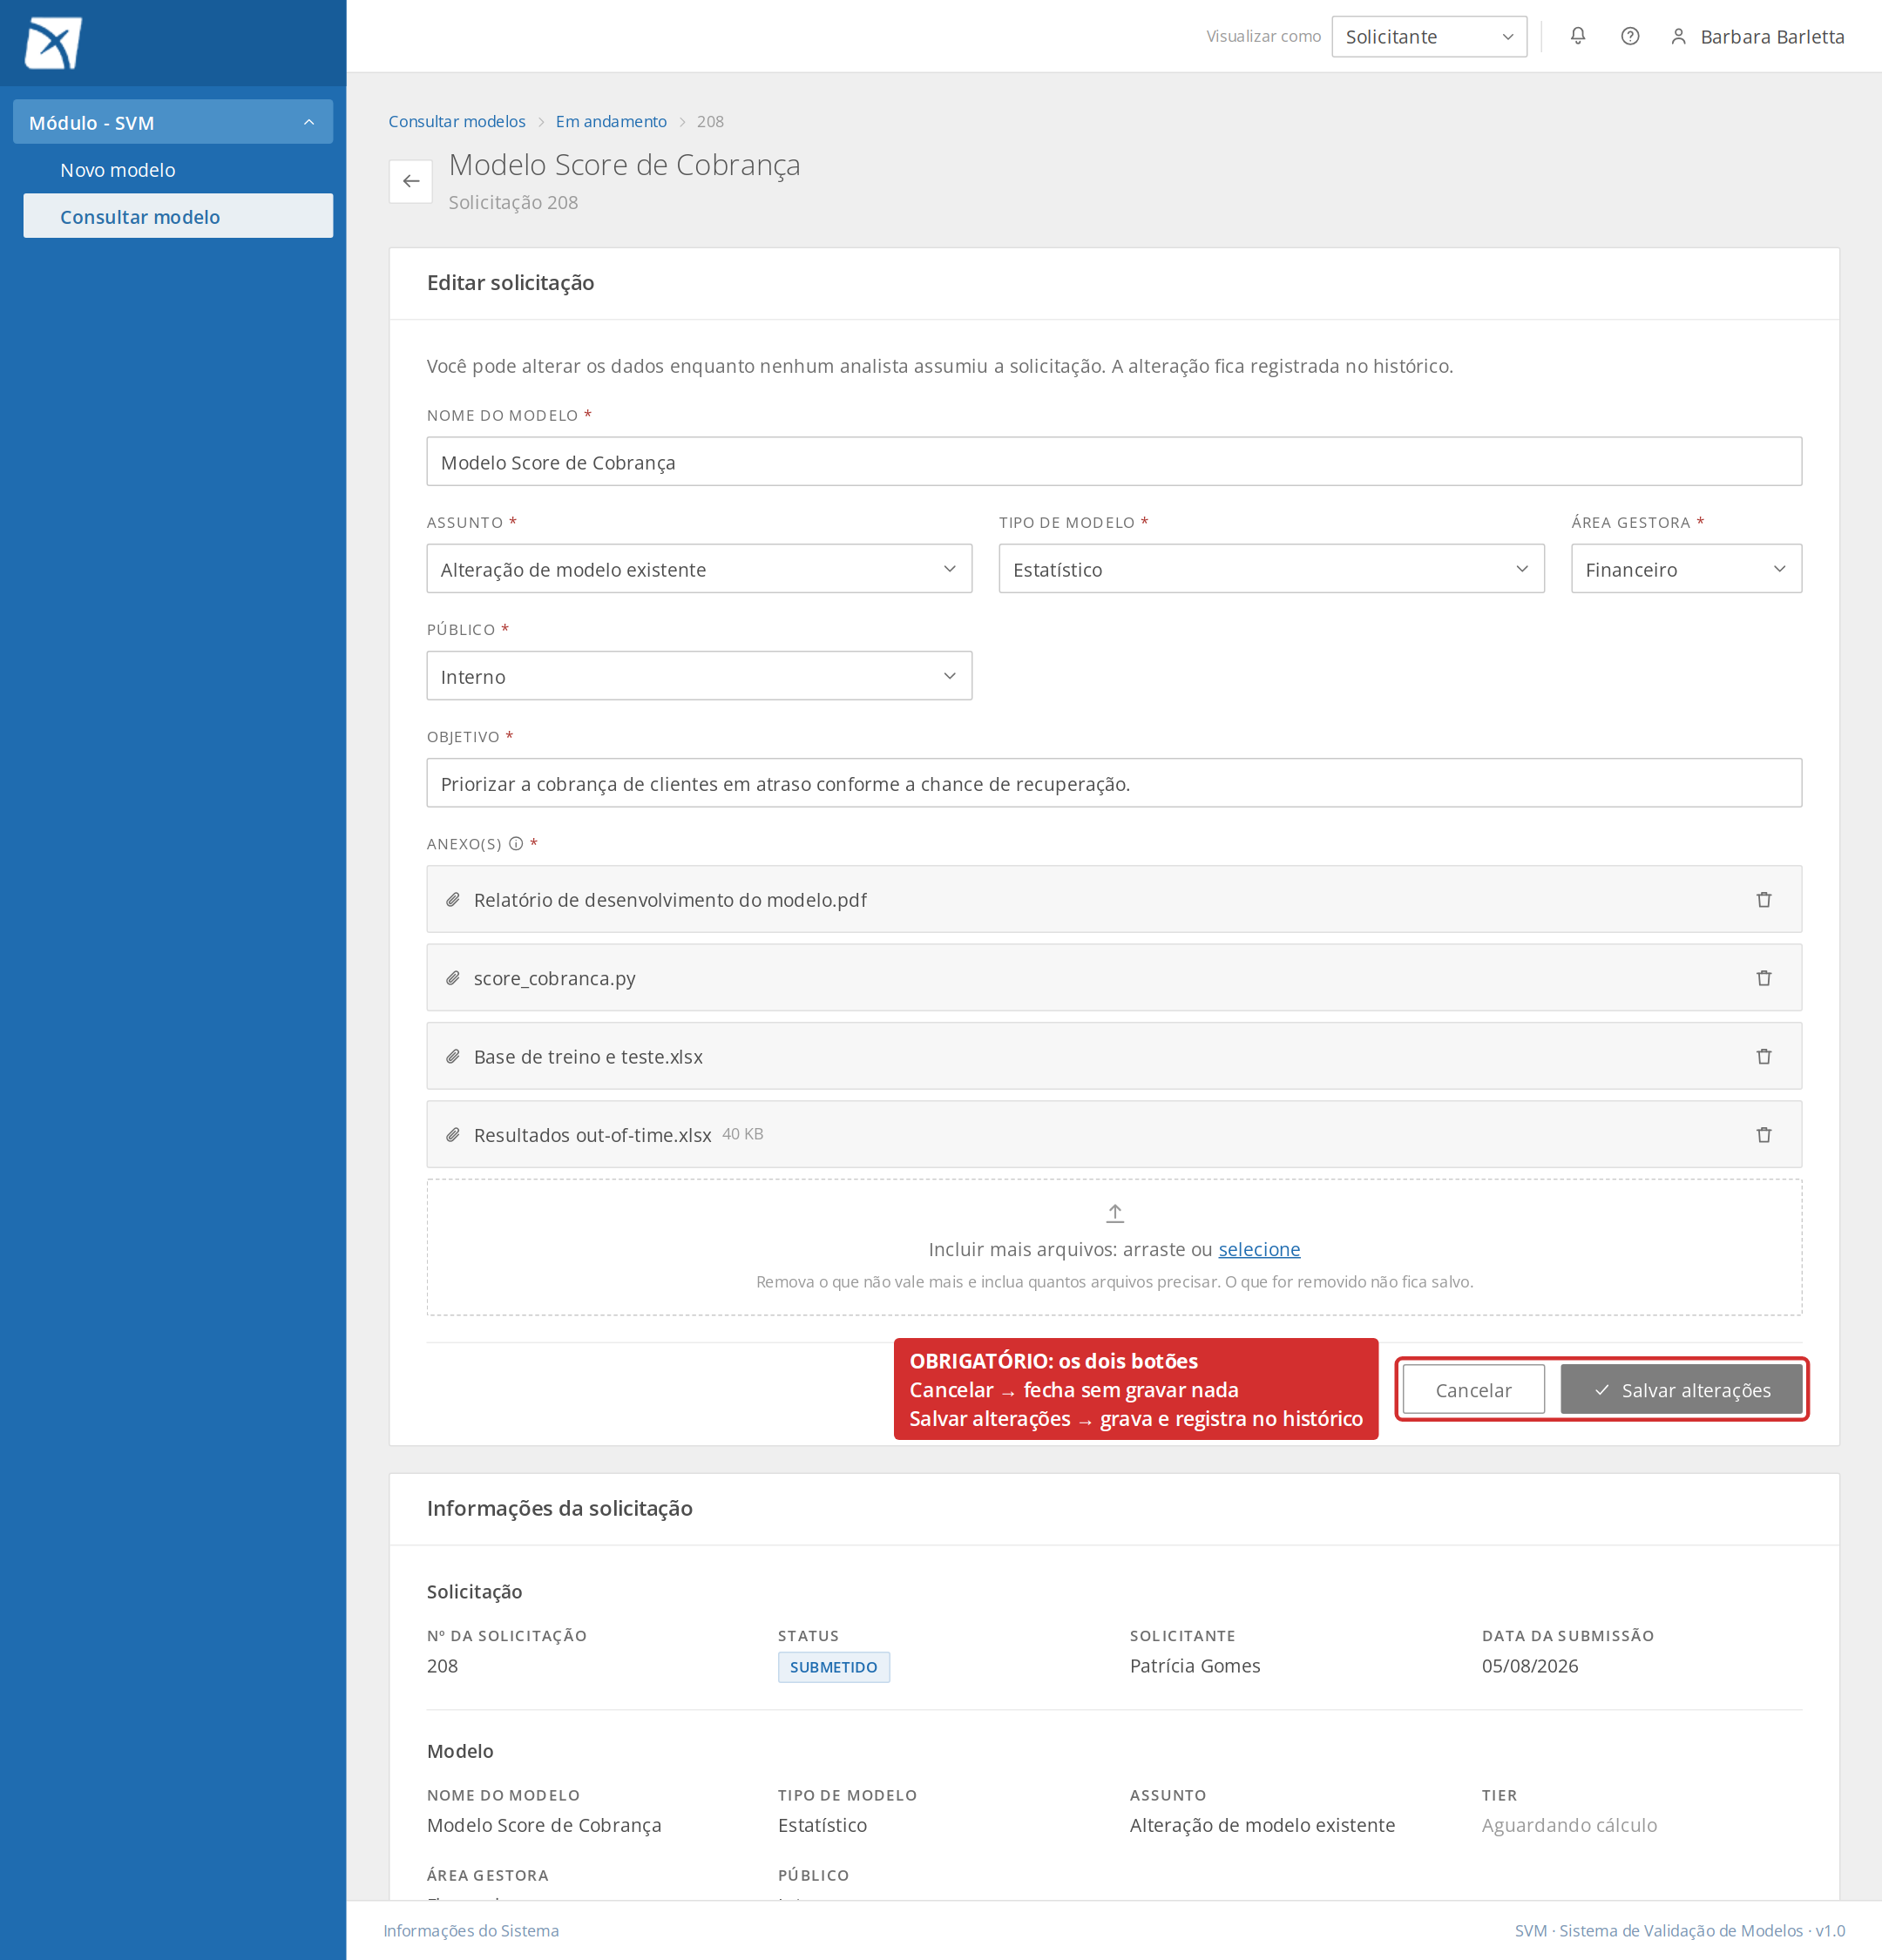 Visualizar como
Solicitante
Barbara Barletta
Módulo - SVM
Novo modelo
Consultar modelo
Consultar modelos > Em andamento > 208
Modelo Score de Cobrança
Solicitação 208
Editar solicitação
Você pode alterar os dados enquanto nenhum analista assumiu a solicitação. A alteração fica registrada no histórico.
NOME DO MODELO *
Modelo Score de Cobrança
ASSUNTO * TIPO DE MODELO * ÁREA GESTORA *
Alteração de modelo existente Estatístico Financeiro
PÚBLICO *
Interno
OBJETIVO *
Priorizar a cobrança de clientes em atraso conforme a chance de recuperação.
ANEXO(S) *
Relatório de desenvolvimento do modelo.pdf
score_cobranca.py
Base de treino e teste.xlsx
Resultados out-of-time.xlsx 40 KB
Incluir mais arquivos: arraste ou selecione
Remova o que não vale mais e inclua quantos arquivos precisar. O que for removido não fica salvo.
OBRIGATÓRIO: os dois botões
Cancelar → fecha sem gravar nada
Salvar alterações → grava e registra no histórico
Cancelar
Salvar alterações
Informações da solicitação
Solicitação
Nº DA SOLICITAÇÃO STATUS SOLICITANTE DATA DA SUBMISSÃO
208 SUBMETIDO Patrícia Gomes 05/08/2026
Modelo
NOME DO MODELO TIPO DE MODELO ASSUNTO TIER
Modelo Score de Cobrança Estatístico Alteração de modelo existente Aguardando cálculo
ÁREA GESTORA PÚBLICO
Informações do Sistema
SVM · Sistema de Validação de Modelos · v1.0